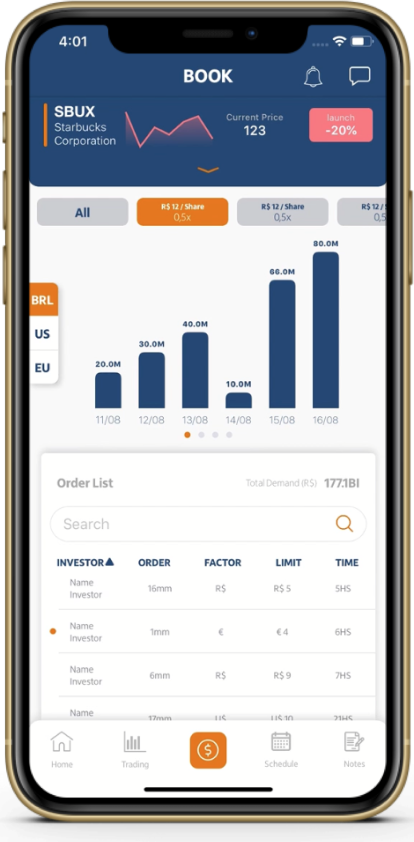 4:01
BOOK
SBUX
Starbucks
Corporation
Current Price
123
launch
-20%
All
R$ 12 / Share
0,5x
R$ 12 / Share
0,5x
R$ 12 /
0,5
80.0M
66.0M
40.0M
30.0M
20.0M
10.0M
BRL
US
EU
11/08 12/08 13/08 14/08 15/08 16/08
Order List
Total Demand (R$) 177.1BI
Search
INVESTOR ORDER FACTOR LIMIT TIME
Name
Investor
16mm R$ R$ 5 5HS
Name
Investor
1mm € € 4 6HS
Name
Investor
6mm R$ R$ 9 7HS
Name
17mm U$ U$ 10 21HS
Home Trading Schedule Notes